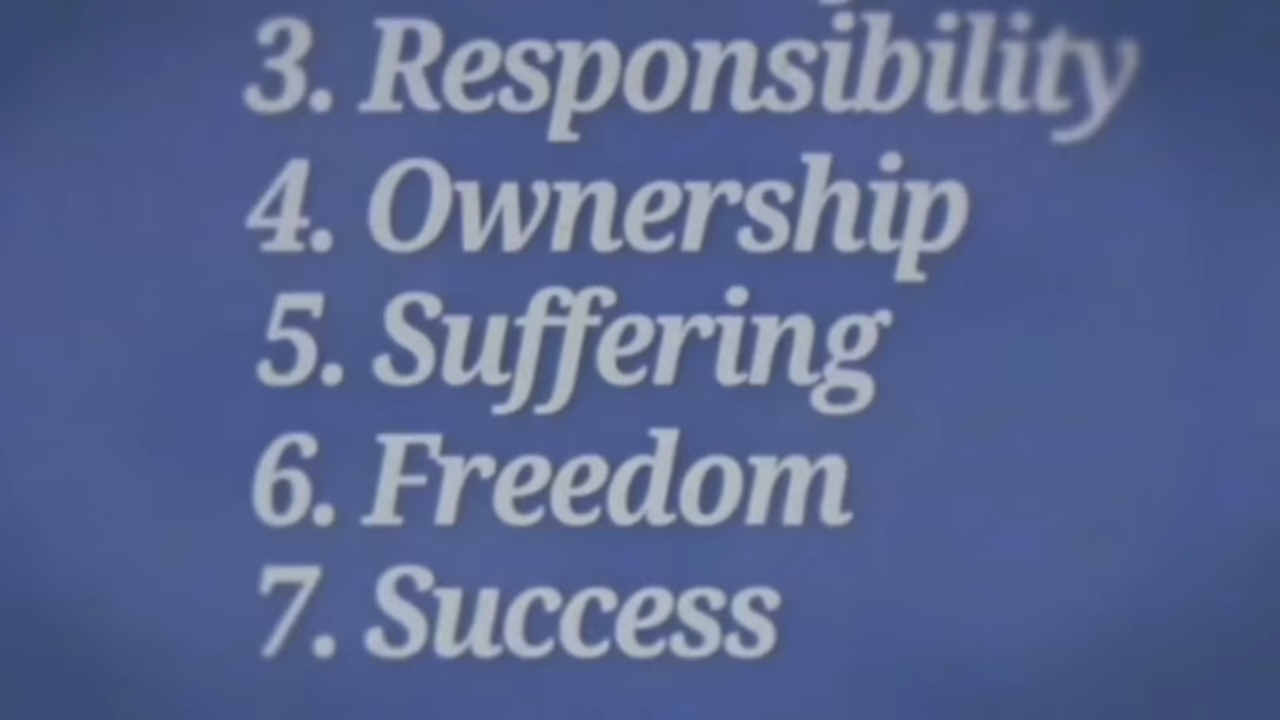 3. Responsibility
4. Ownership
5. Suffering
6. Freedom
7. Success